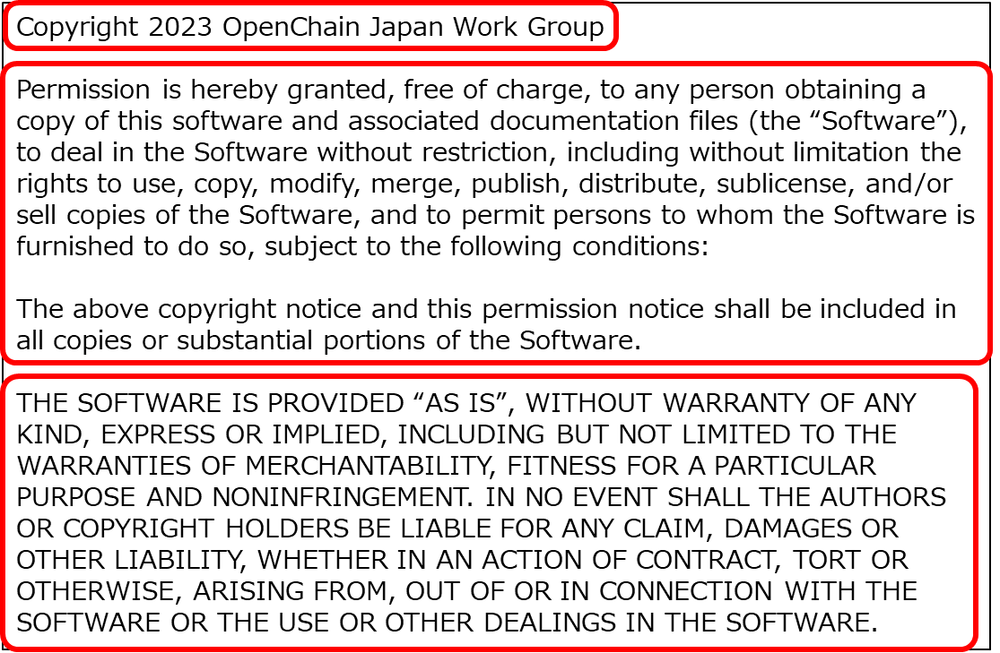 Copyright 2023 OpenChain Japan Work Group
Permission is hereby granted, free of charge, to any person obtaining a
copy of this software and associated documentation files (the “Software”),
to deal in the Software without restriction, including without limitation the
rights to use, copy, modify, merge, publish, distribute, sublicense, and/or
sell copies of the Software, and to permit persons to whom the Software is
furnished to do so, subject to the following conditions:
The above copyright notice and this permission notice shall be included in
all copies or substantial portions of the Software.
THE SOFTWARE IS PROVIDED “AS IS”, WITHOUT WARRANTY OF ANY
KIND, EXPRESS OR IMPLIED, INCLUDING BUT NOT LIMITED TO THE
WARRANTIES OF MERCHANTABILITY, FITNESS FOR A PARTICULAR
PURPOSE AND NONINFRINGEMENT. IN NO EVENT SHALL THE AUTHORS
OR COPYRIGHT HOLDERS BE LIABLE FOR ANY CLAIM, DAMAGES OR
OTHER LIABILITY, WHETHER IN AN ACTION OF CONTRACT, TORT OR
OTHERWISE, ARISING FROM, OUT OF OR IN CONNECTION WITH THE
SOFTWARE OR THE USE OR OTHER DEALINGS IN THE SOFTWARE.